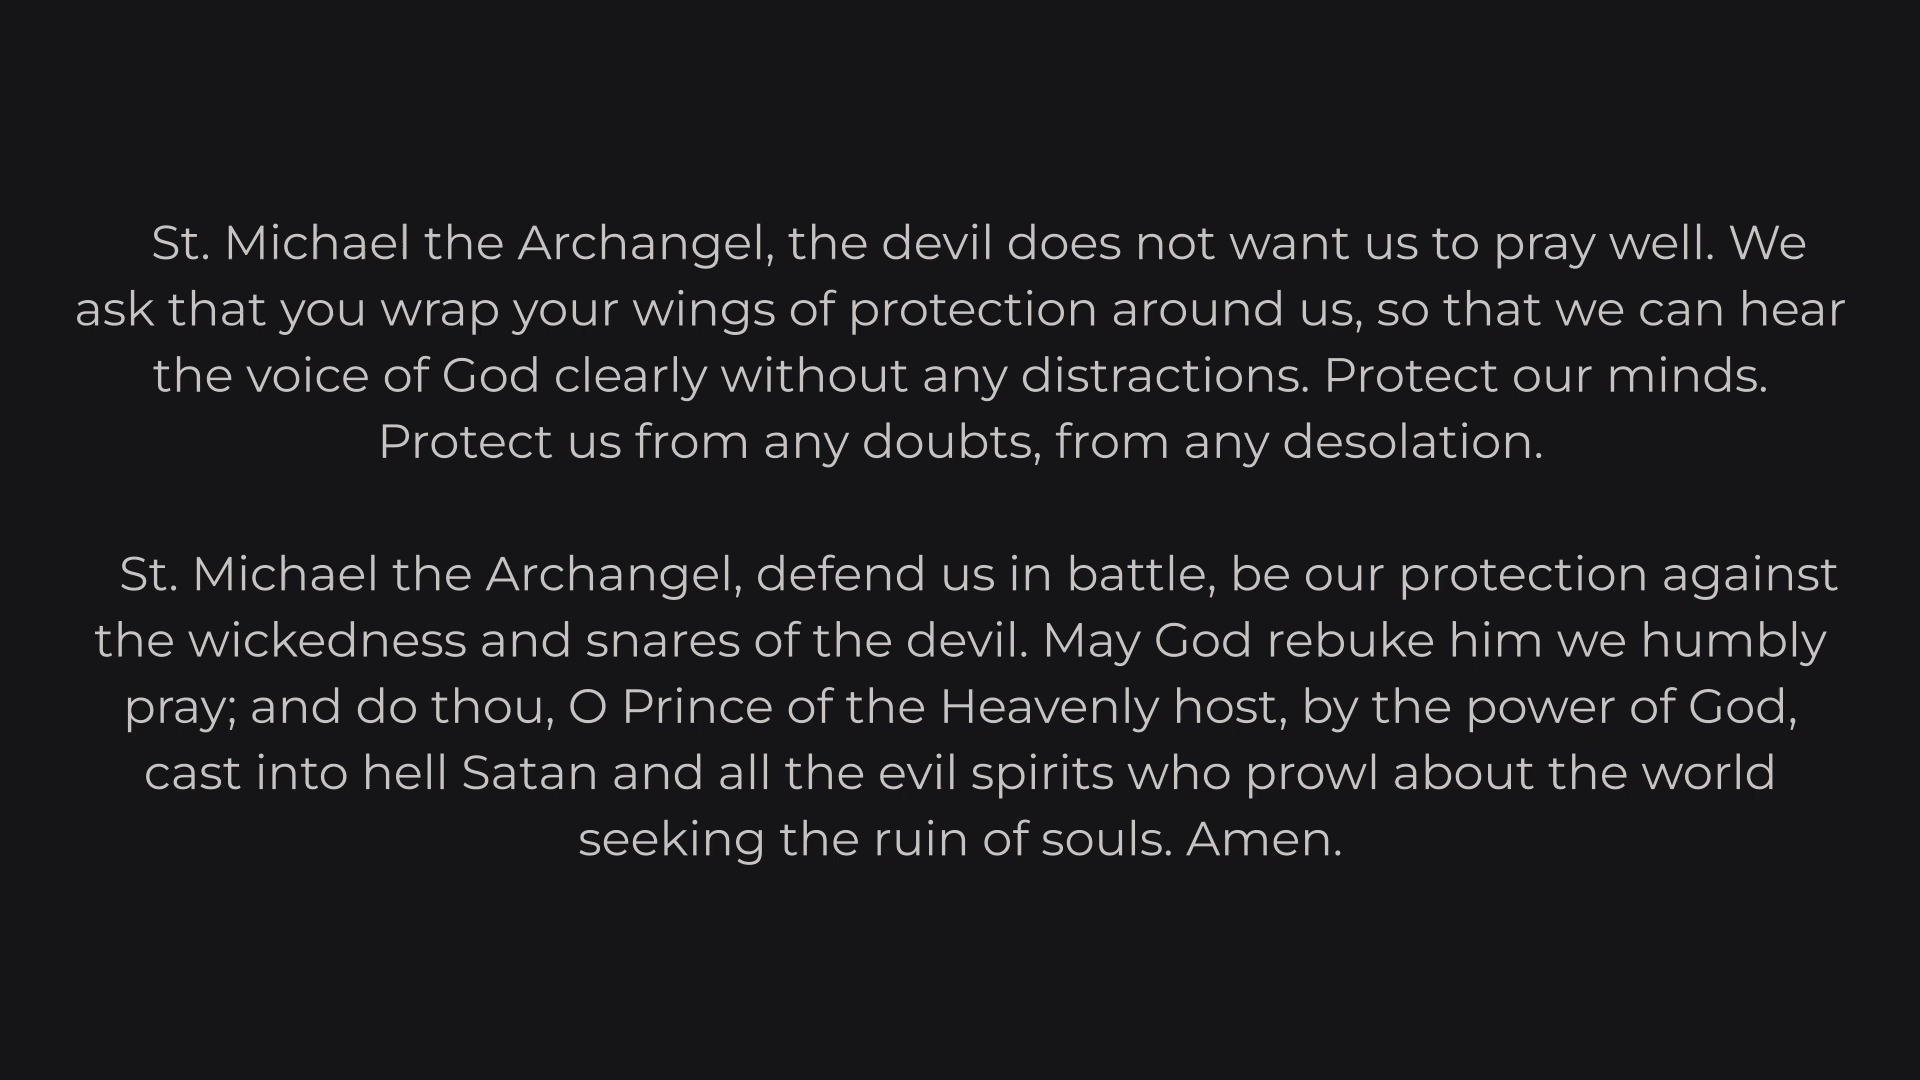 St. Michael the Archangel, the devil does not want us to pray well. We
ask that you wrap your wings of protection around us, so that we can hear
the voice of God clearly without any distractions. Protect our minds.
Protect us from any doubts, from any desolation.
St. Michael the Archangel, defend us in battle, be our protection against
the wickedness and snares of the devil. May God rebuke him we humbly
pray; and do thou, O Prince of the Heavenly host, by the power of God,
cast into hell Satan and all the evil spirits who prowl about the world
seeking the ruin of souls. Amen.